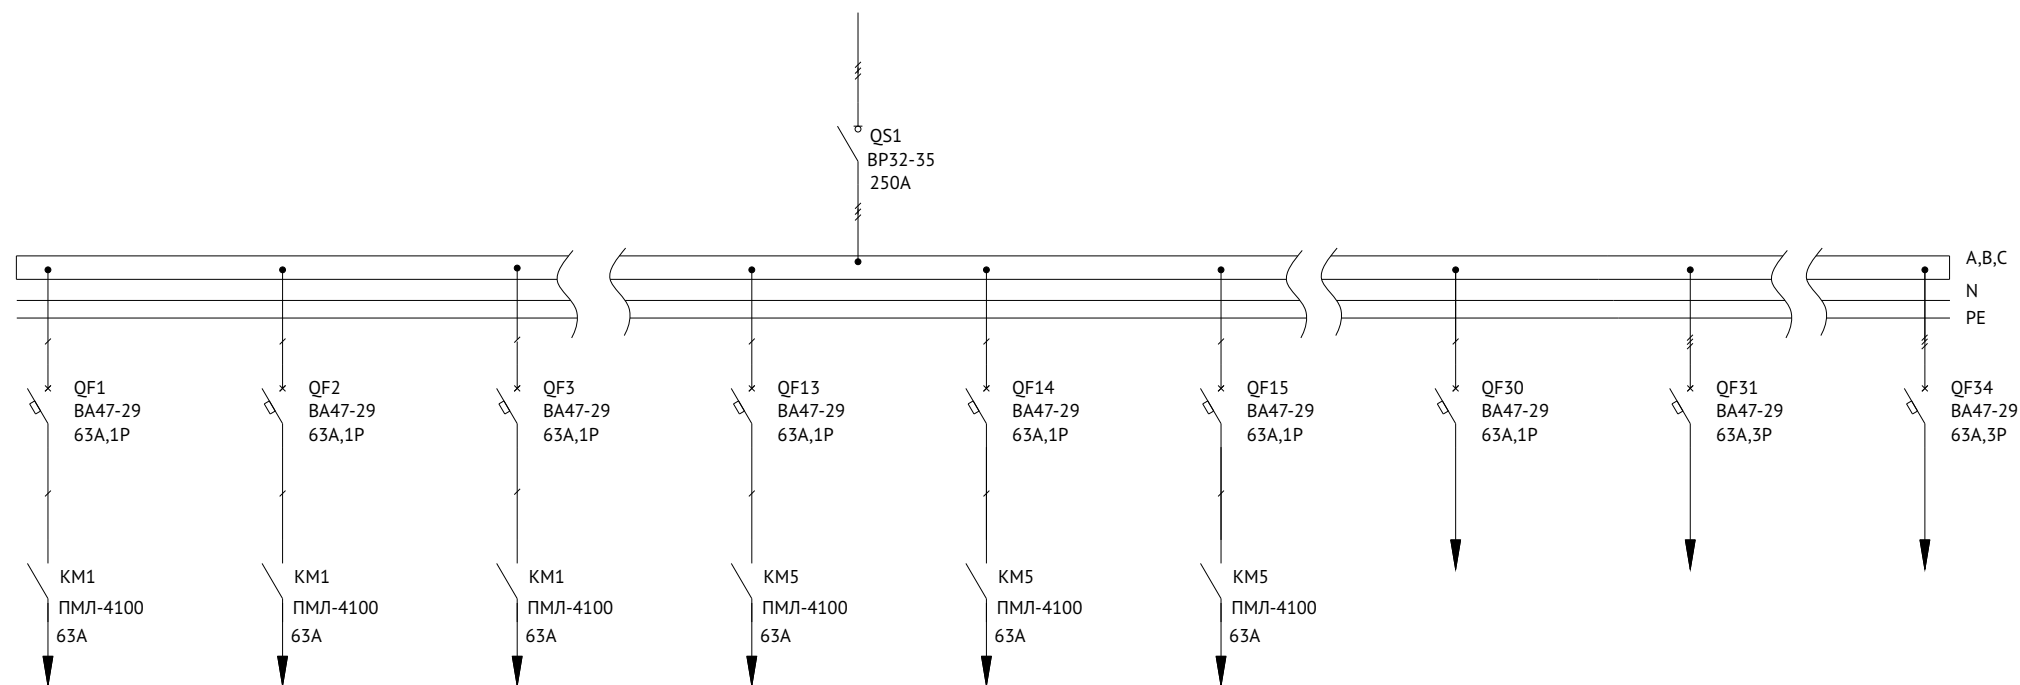 QS1
ВР32-35
250А
А,В,С
N
PE
QF1
ВА47-29
63А,1Р
QF2
ВА47-29
63А,1Р
QF3
ВА47-29
63А,1Р
QF13
ВА47-29
63А,1Р
QF14
ВА47-29
63А,1Р
QF15
ВА47-29
63А,1Р
QF30
ВА47-29
63А,1Р
QF31
ВА47-29
63А,3Р
QF34
ВА47-29
63А,3Р
КМ1
ПМЛ-4100
63А
КМ1
ПМЛ-4100
63А
КМ1
ПМЛ-4100
63А
КМ5
ПМЛ-4100
63А
КМ5
ПМЛ-4100
63А
КМ5
ПМЛ-4100
63А